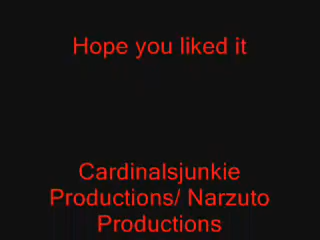 Hope you liked it
Cardinalsjunkie
Productions/ Narzuto
Productions